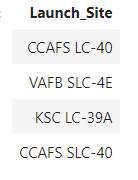 Launch_Site
CCAFS LC-40
VAFB SLC-4E
KSC LC-39A
CCAFS SLC-40